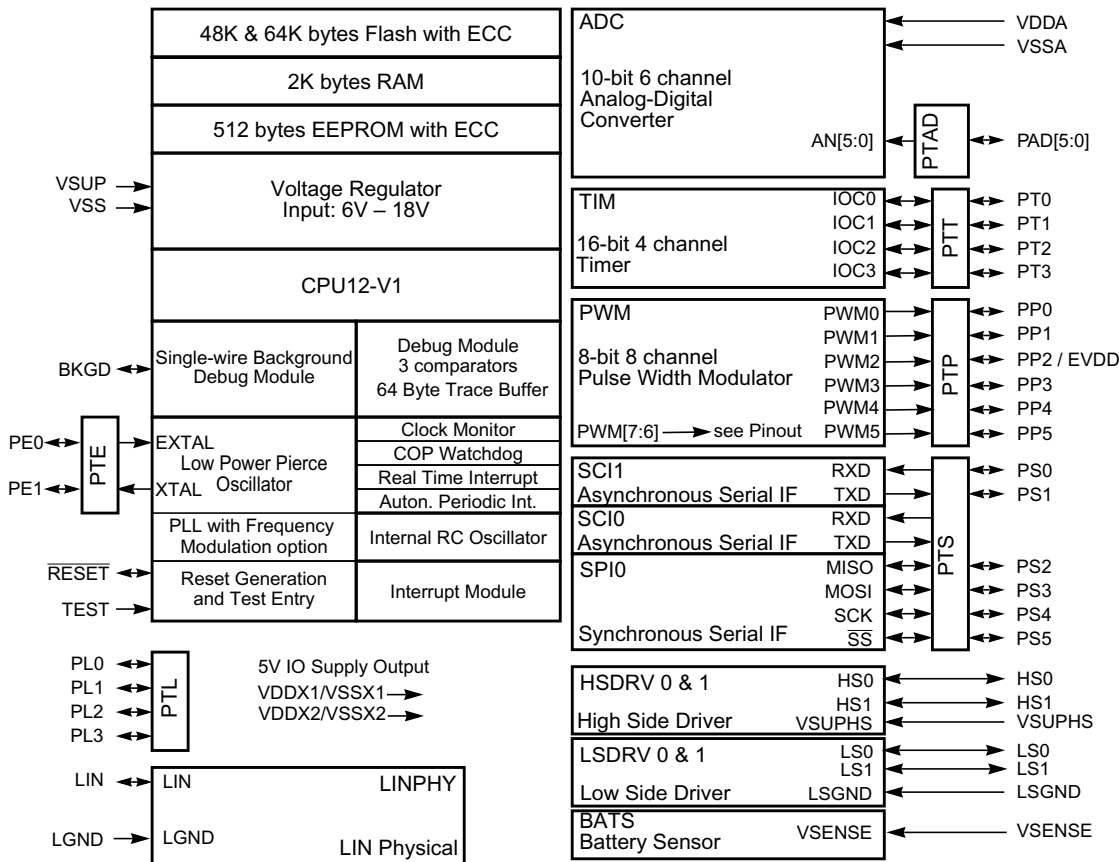 48K & 64K bytes Flash with ECC
2K bytes RAM
512 bytes EEPROM with ECC
VSUP
VSS
Voltage Regulator
Input: 6V – 18V
CPU12-V1
BKGD
Single-wire Background
Debug Module
Debug Module
3 comparators
64 Byte Trace Buffer
PE0
PE1
PTE
EXTAL
Low Power Pierce
Oscillator
XTAL
Clock Monitor
COP Watchdog
Real Time Interrupt
Auton. Periodic Int.
PLL with Frequency
Modulation option
Internal RC Oscillator
RESET
TEST
Reset Generation
and Test Entry
Interrupt Module
PL0
PL1
PL2
PL3
PTL
5V IO Supply Output
VDDX1/VSSX1
VDDX2/VSSX2
LIN
LIN
LINPHY
LGND
LGND
LIN Physical
ADC
10-bit 6 channel
Analog-Digital
Converter
AN[5:0]
VDDA
VSSA
PTAD
PAD[5:0]
TIM
16-bit 4 channel
Timer
IOC0
IOC1
IOC2
IOC3
PTT
PT0
PT1
PT2
PT3
PWM
8-bit 8 channel
Pulse Width Modulator
PWM[7:6] see Pinout
PWM0
PWM1
PWM2
PWM3
PWM4
PWM5
PTP
PP0
PP1
PP2 / EVDD
PP3
PP4
PP5
SCI1
Asynchronous Serial IF
RXD
TXD
SCI0
Asynchronous Serial IF
RXD
TXD
SPI0
Synchronous Serial IF
MISO
MOSI
SCK
SS
PTS
PS0
PS1
PS2
PS3
PS4
PS5
HSDRV 0 & 1
High Side Driver
HS0
HS1
VSUPHS
HS0
HS1
VSUPHS
LSDRV 0 & 1
Low Side Driver
LS0
LS1
LSGND
LS0
LS1
LSGND
BATS
Battery Sensor
VSENSE
VSENSE